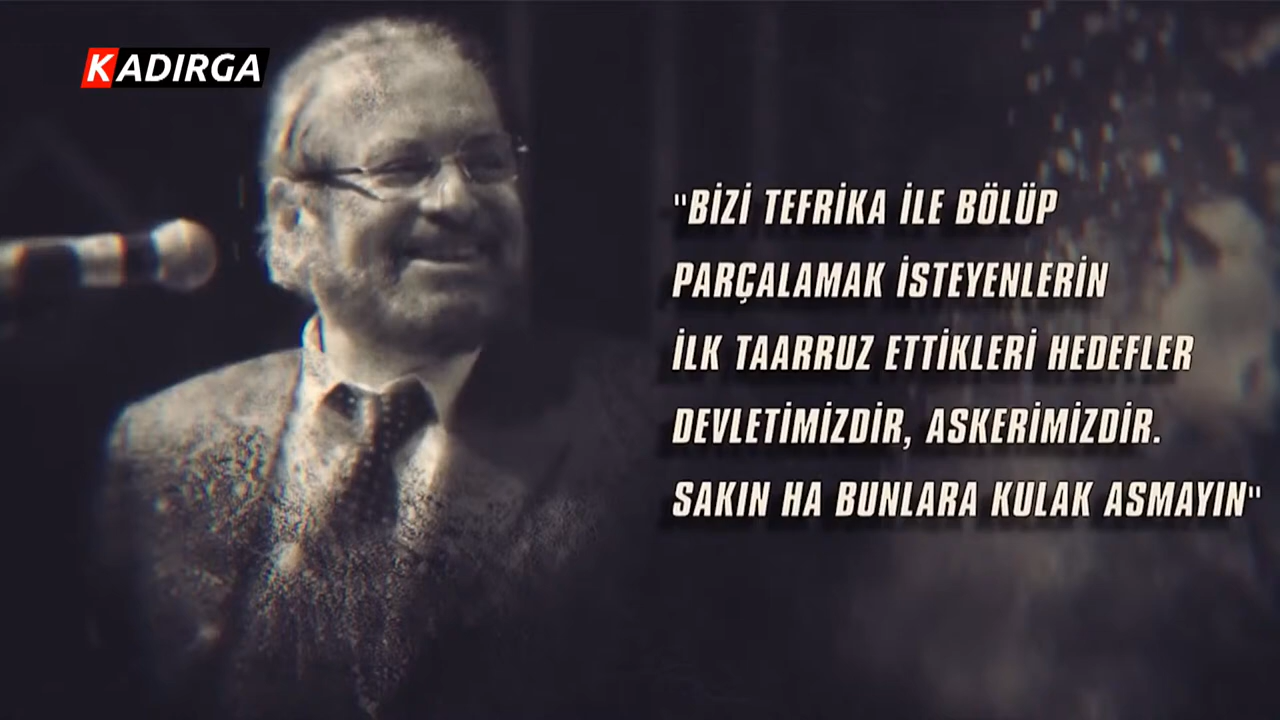 KADIRGA
"BİZİ TEFRİKA İLE BÖLÜP
PARÇALAMAK İSTEYENLERİN
İLK TAARRUZ ETTİKLERİ HEDEFLER
DEVLETİMİZDİR, ASKERİMİZDİR.
SAKIN HA BUNLARA KULAK ASMAYIN"